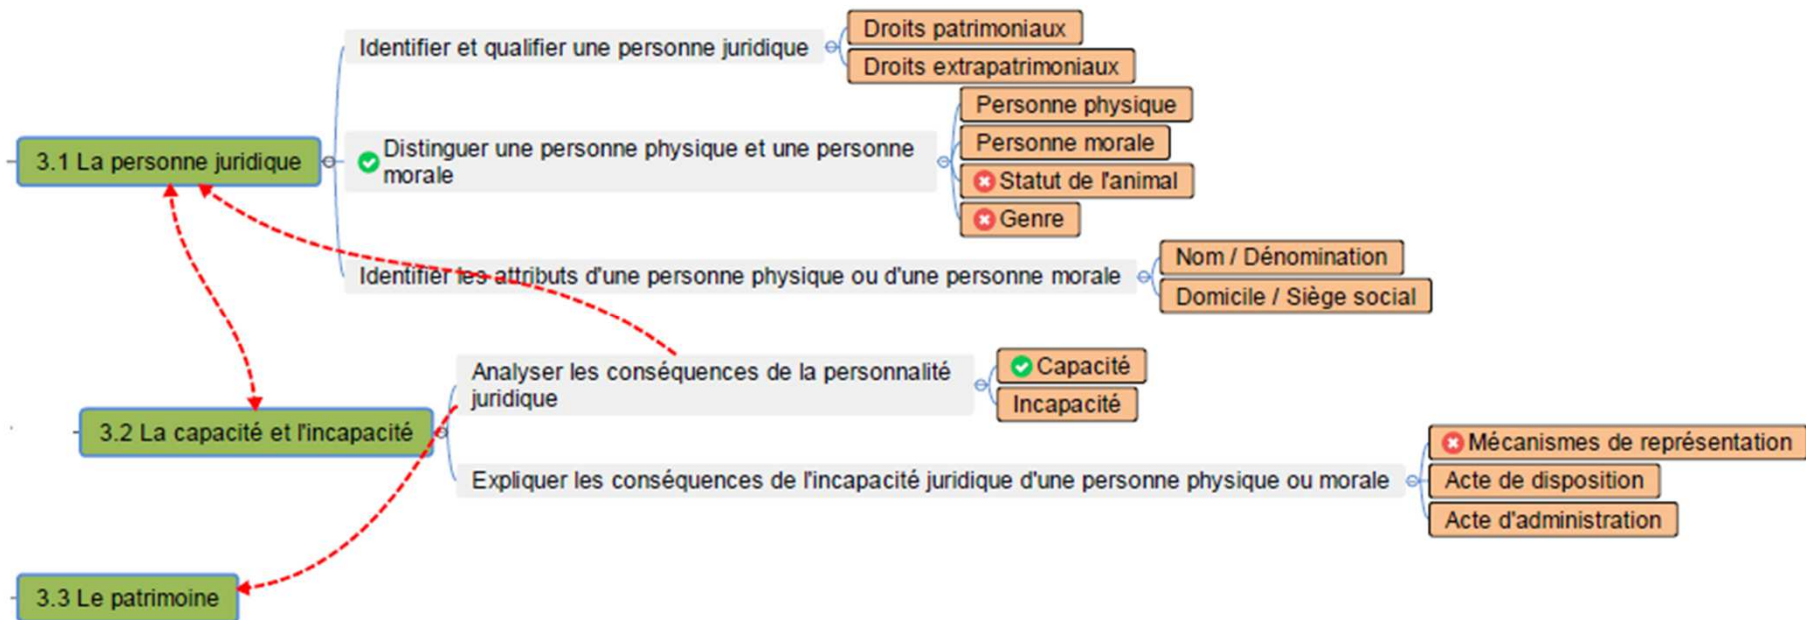 3.1 La personne juridique
Identifier et qualifier une personne juridique
Droits patrimoniaux
Droits extrapatrimoniaux
Distinguer une personne physique et une personne
morale
Personne physique
Personne morale
Statut de l'animal
Genre
Identifier les attributs d'une personne physique ou d'une personne morale
Nom / Dénomination
Domicile / Siège social
3.2 La capacité et l'incapacité
Analyser les conséquences de la personnalité
juridique
Capacité
Incapacité
Expliquer les conséquences de l'incapacité juridique d'une personne physique ou morale
Mécanismes de représentation
Acte de disposition
Acte d'administration
3.3 Le patrimoine